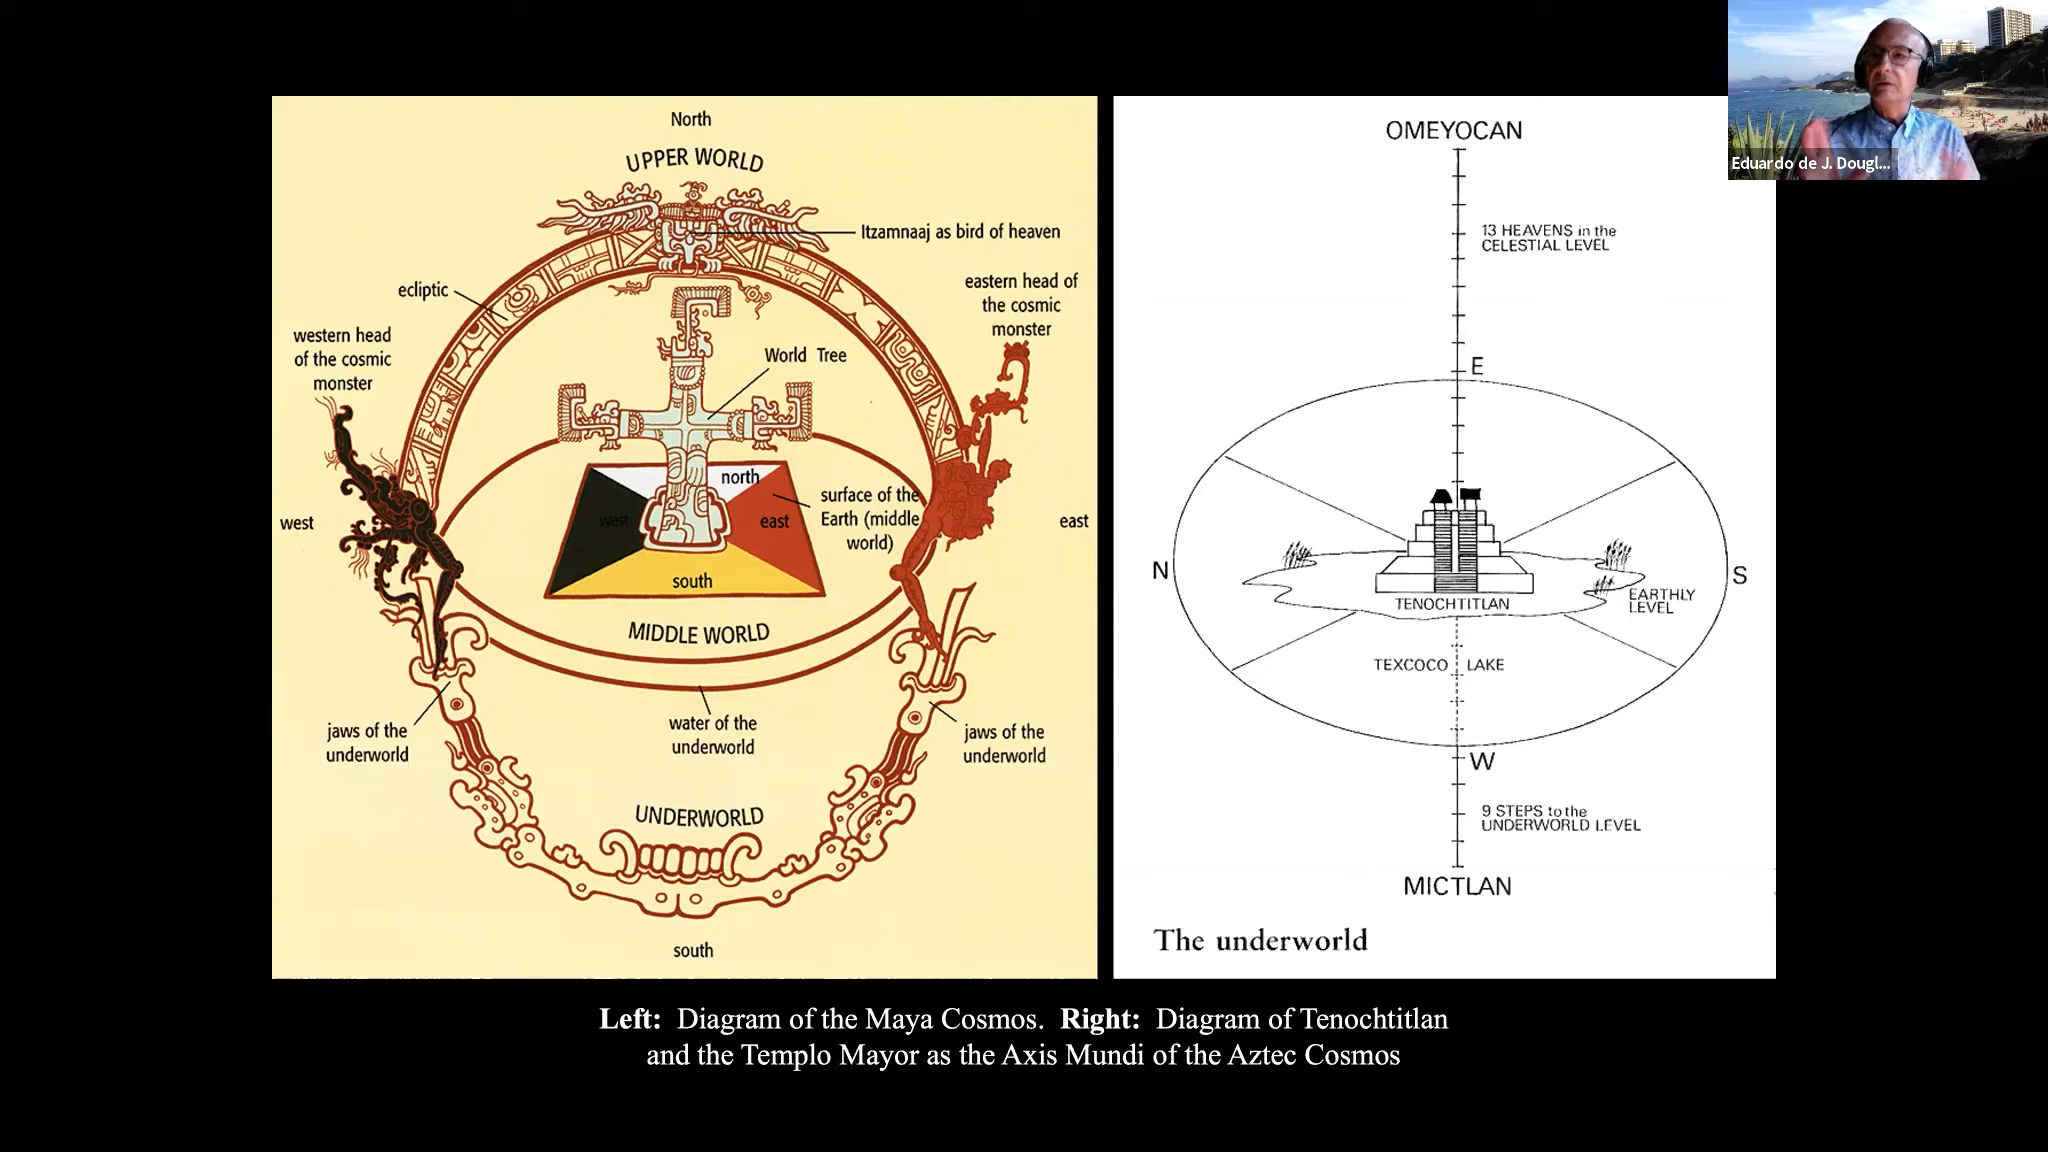 North
UPPER WORLD
Itzamnaaj as bird of heaven
ecliptic
eastern head of
the cosmic
monster
western head
of the cosmic
monster
World Tree
north
surface of the
Earth (middle
world)
west
west
east
east
south
MIDDLE WORLD
water of the
underworld
jaws of the
underworld
jaws of the
underworld
UNDERWORLD
south
OMEYOCAN
13 HEAVENS in the
CELESTIAL LEVEL
E
N
S
TENOCHTITLAN
EARTHLY
LEVEL
TEXCOCO LAKE
W
9 STEPS to the
UNDERWORLD LEVEL
MICTLAN
The underworld
Eduardo de J. Dougl...
Left: Diagram of the Maya Cosmos. Right: Diagram of Tenochtitlan
and the Templo Mayor as the Axis Mundi of the Aztec Cosmos